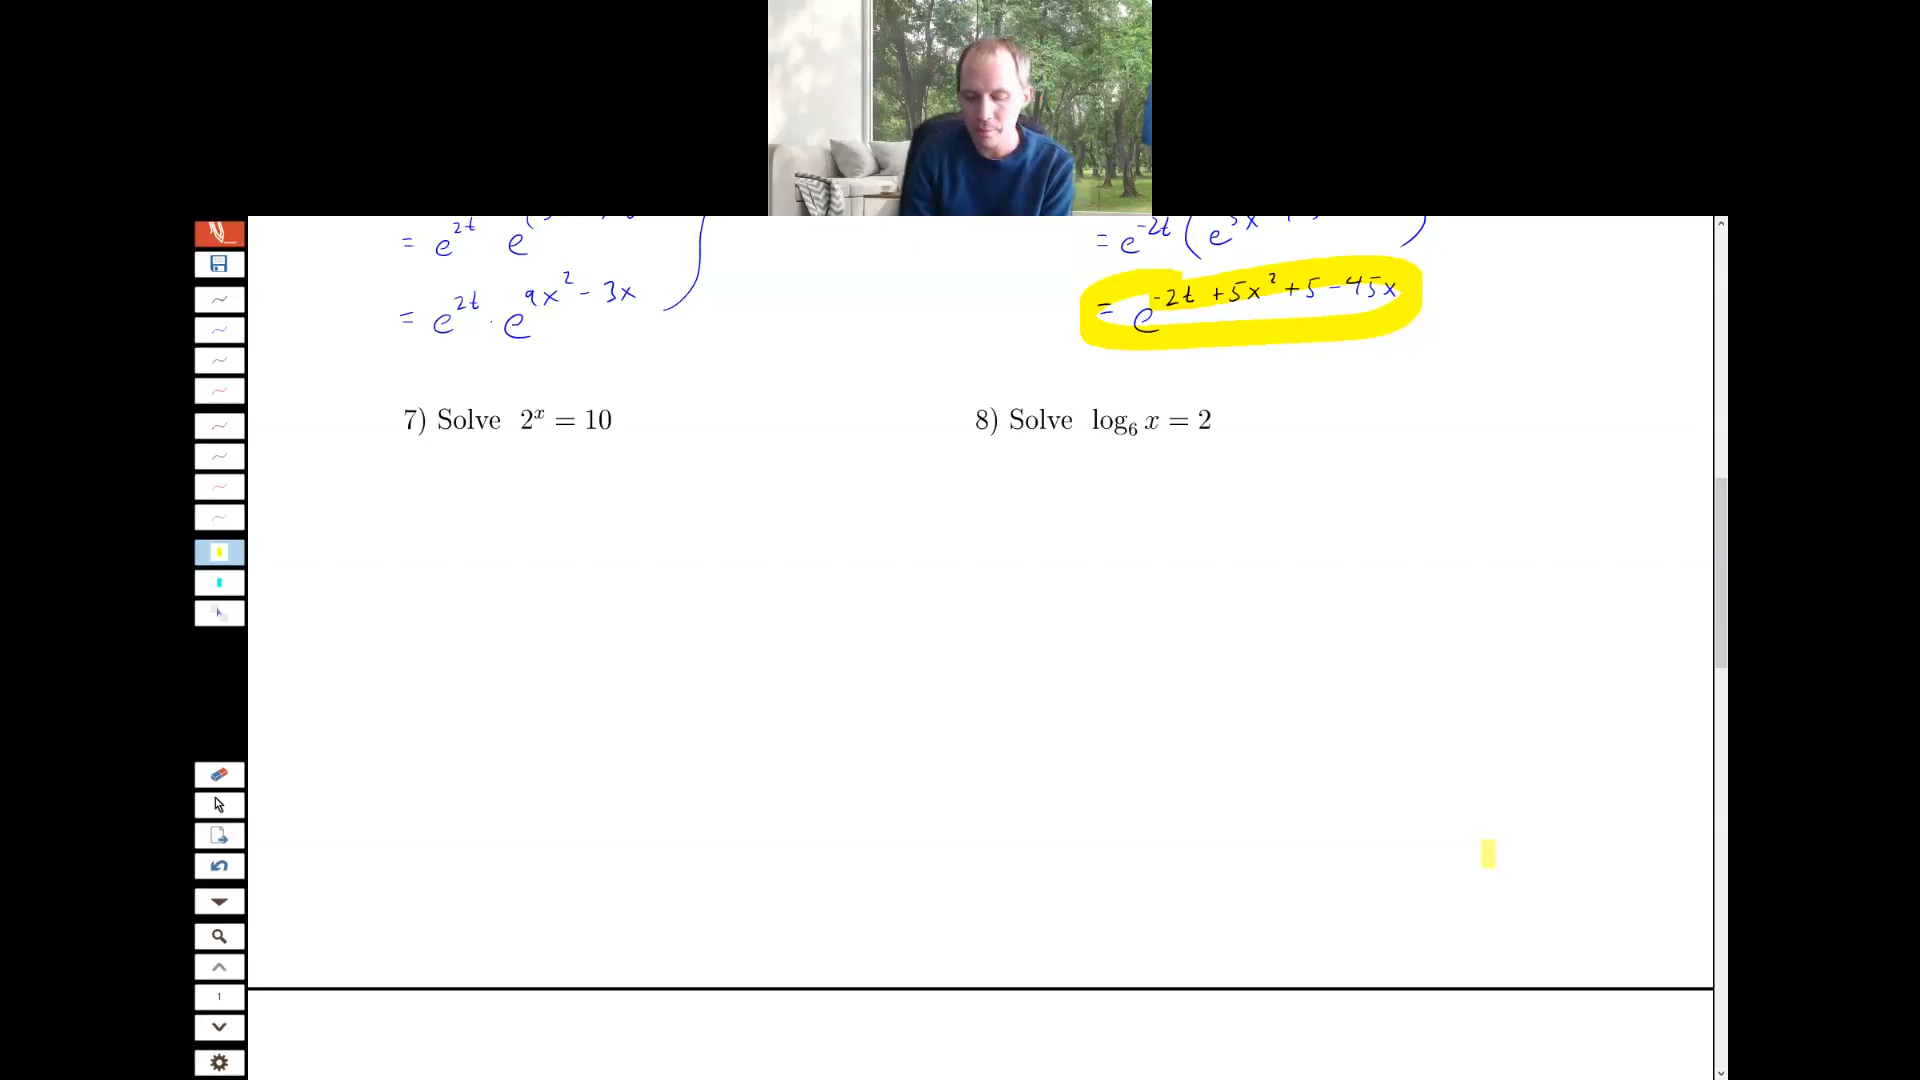 = e^2t e^(
= e^-2t (e^
= e^2t · e^9x^2 - 3x
= e^-2t + 5x^2 + 5 - 45x
7) Solve 2^x = 10
8) Solve log_6 x = 2
1